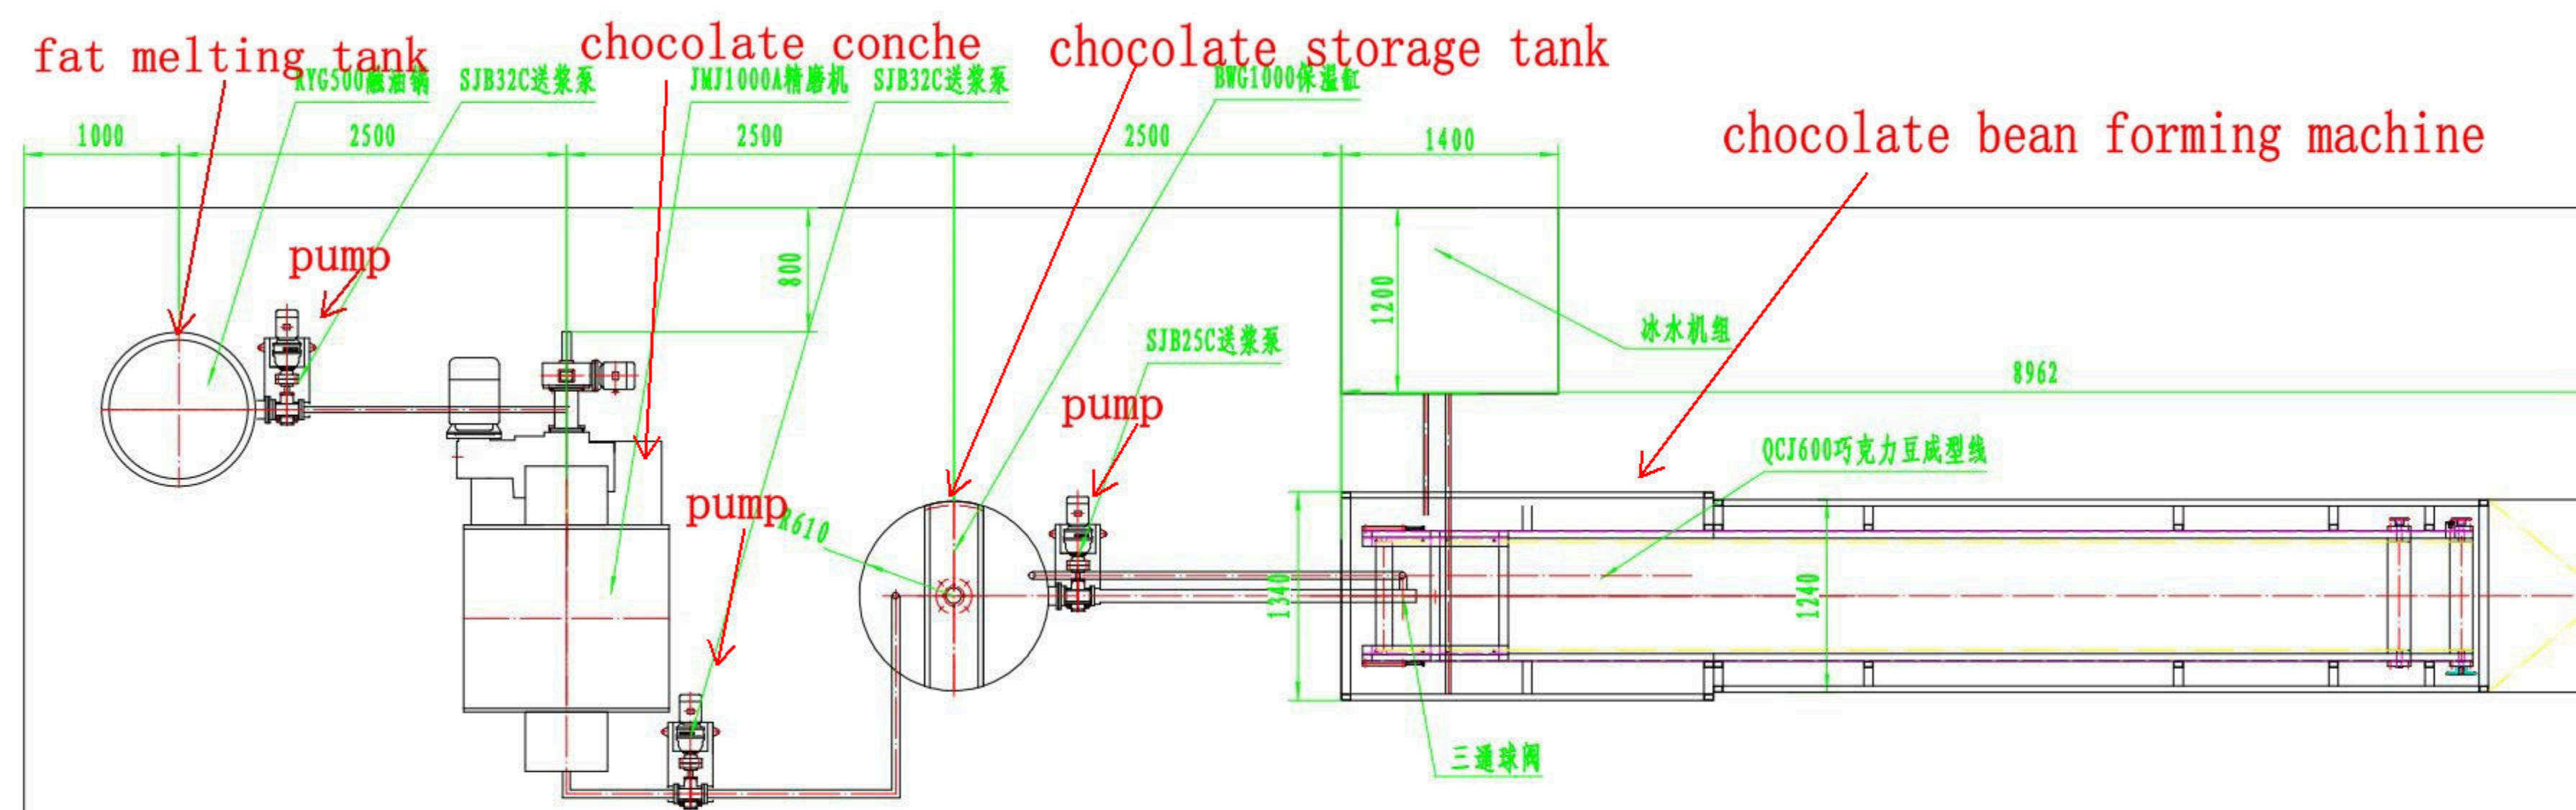 fat melting tank
chocolate conche
chocolate storage tank
RYG500融油锅
SJB32C送浆泵
JMJ1000A精磨机
SJB32C送浆泵
BWG1000保温缸
chocolate bean forming machine
1000
2500
2500
2500
1400
pump
800
1200
冰水机组
SJB25C送浆泵
8962
pump
QCJ600巧克力豆成型线
pump
R610
1340
1240
三通球阀